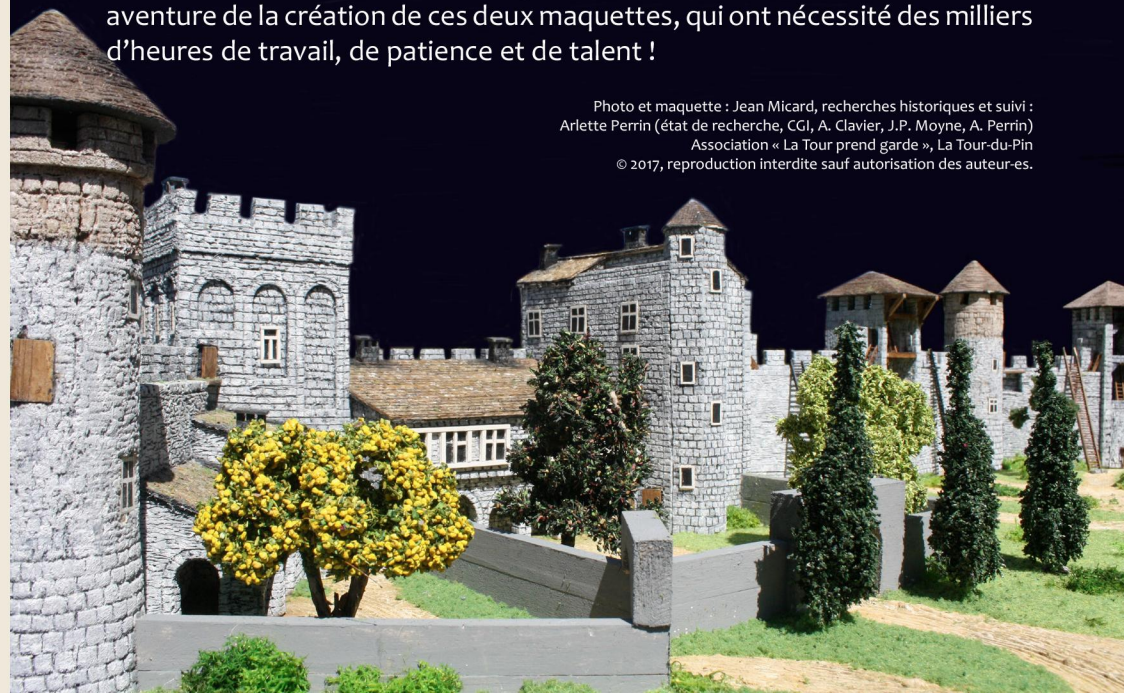 aventure de la création de ces deux maquettes, qui ont nécessité des milliers
d’heures de travail, de patience et de talent !
Photo et maquette : Jean Micard, recherches historiques et suivi :
Arlette Perrin (état de recherche, CGI, A. Clavier, J.P. Moyne, A. Perrin)
Association « La Tour prend garde », La Tour-du-Pin
© 2017, reproduction interdite sauf autorisation des auteur-es.